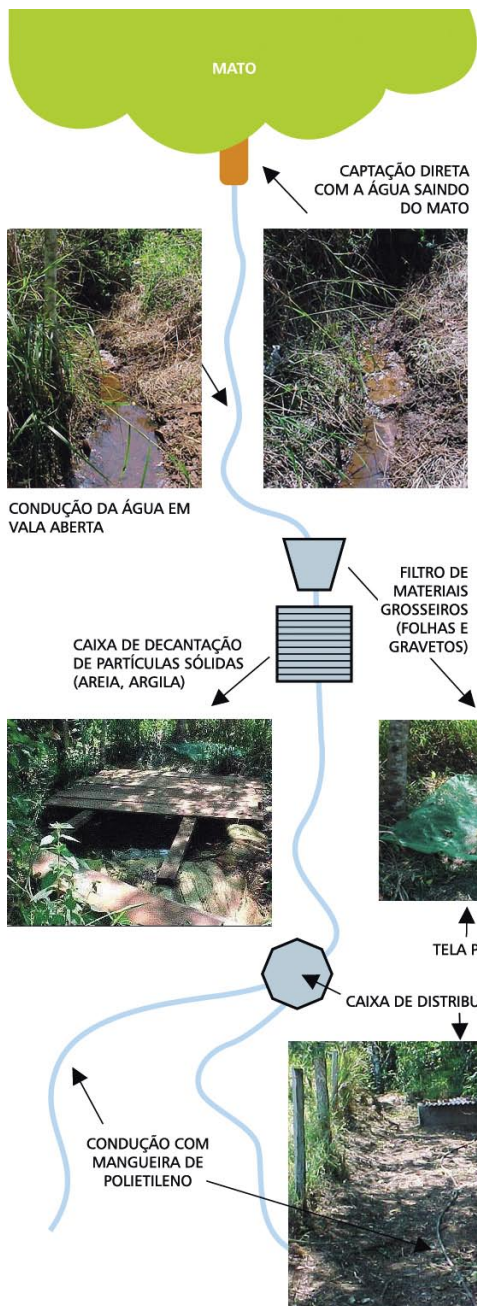 MATO
CAPTAÇÃO DIRETA
COM A ÁGUA SAINDO
DO MATO
CONDUÇÃO DA ÁGUA EM
VALA ABERTA
FILTRO DE
MATERIAIS
GROSSEIROS
(FOLHAS E
GRAVETOS)
CAIXA DE DECANTAÇÃO
DE PARTÍCULAS SÓLIDAS
(AREIA, ARGILA)
TELA P
CAIXA DE DISTRIBU
CONDUÇÃO COM
MANGUEIRA DE
POLIETILENO